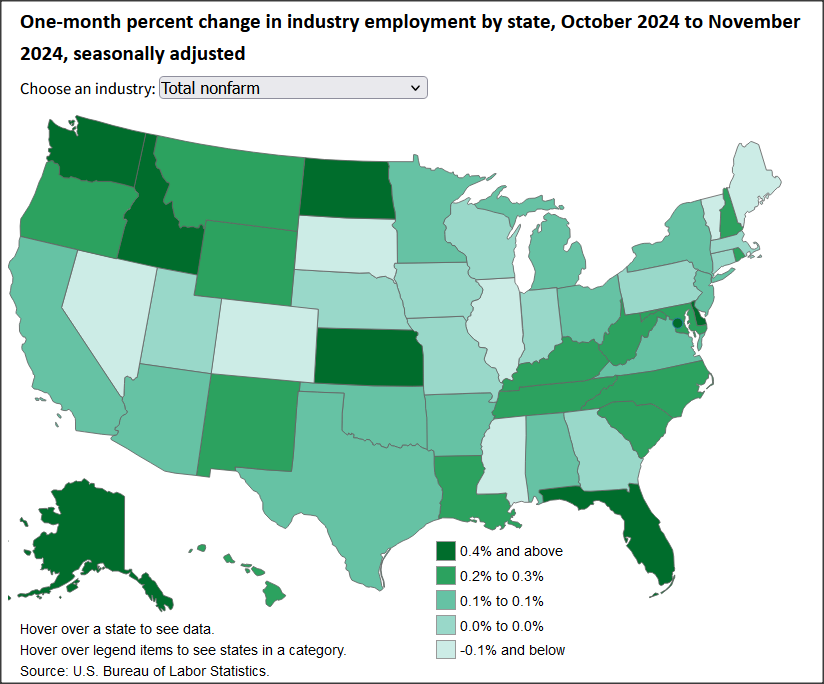 One-month percent change in industry employment by state, October 2024 to November
2024, seasonally adjusted
Choose an industry: Total nonfarm
0.4% and above
0.2% to 0.3%
0.1% to 0.1%
0.0% to 0.0%
-0.1% and below
Hover over a state to see data.
Hover over legend items to see states in a category.
Source: U.S. Bureau of Labor Statistics.